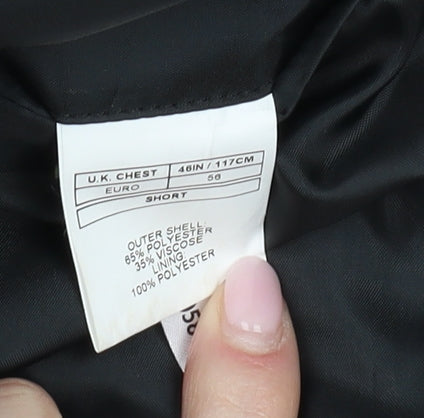 U.K. CHEST 46IN / 117CM
EURO 56
SHORT
OUTER SHELL:
65% POLYESTER
35% VISCOSE
LINING
100% POLYESTER